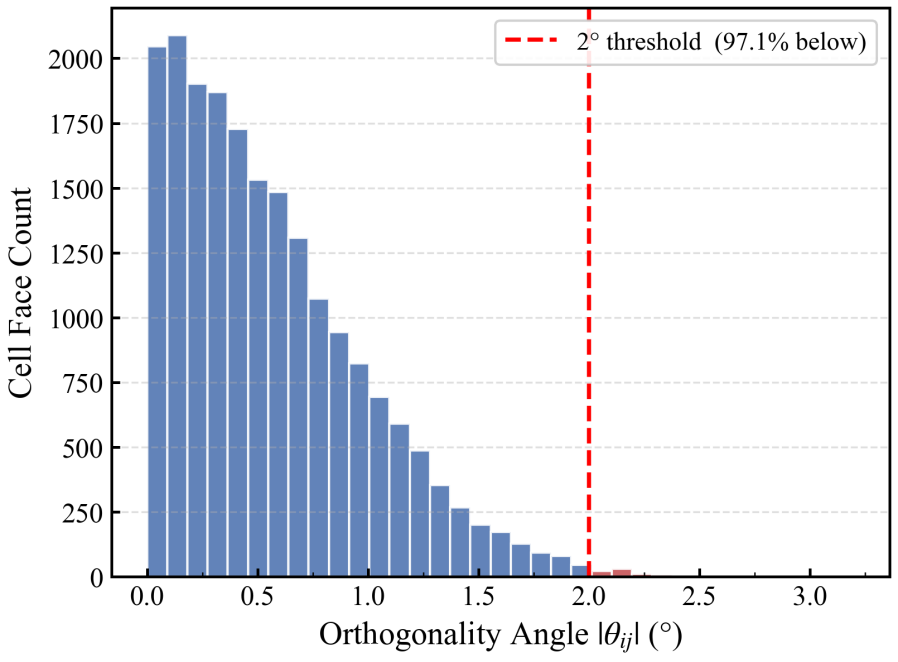 2° threshold (97.1% below)
2000
1750
1500
1250
1000
750
500
250
0
Cell Face Count
0.0 0.5 1.0 1.5 2.0 2.5 3.0
Orthogonality Angle |θij| (°)